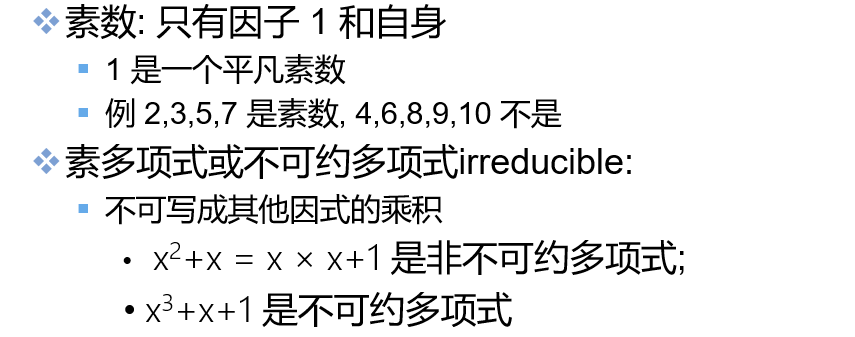 ❖素数: 只有因子 1 和自身
▪ 1 是一个平凡素数
▪ 例 2,3,5,7 是素数, 4,6,8,9,10 不是
❖素多项式或不可约多项式irreducible:
▪ 不可写成其他因式的乘积
• x²+x = x × x+1 是非不可约多项式;
• x³+x+1 是不可约多项式